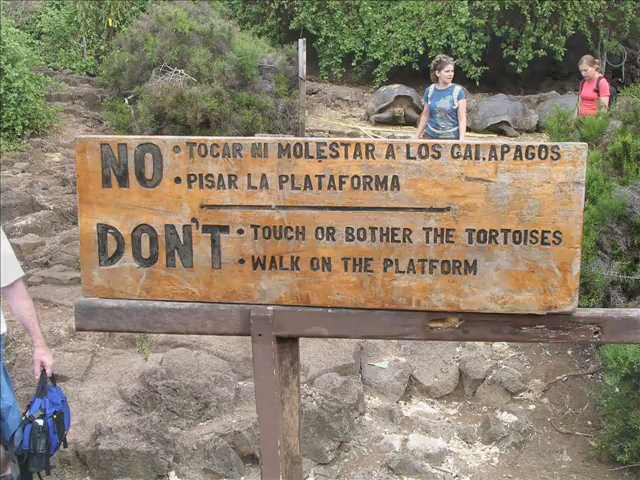 NO • TOCAR NI MOLESTAR A LOS GALAPAGOS
• PISAR LA PLATAFORMA
DON'T • TOUCH OR BOTHER THE TORTOISES
• WALK ON THE PLATFORM